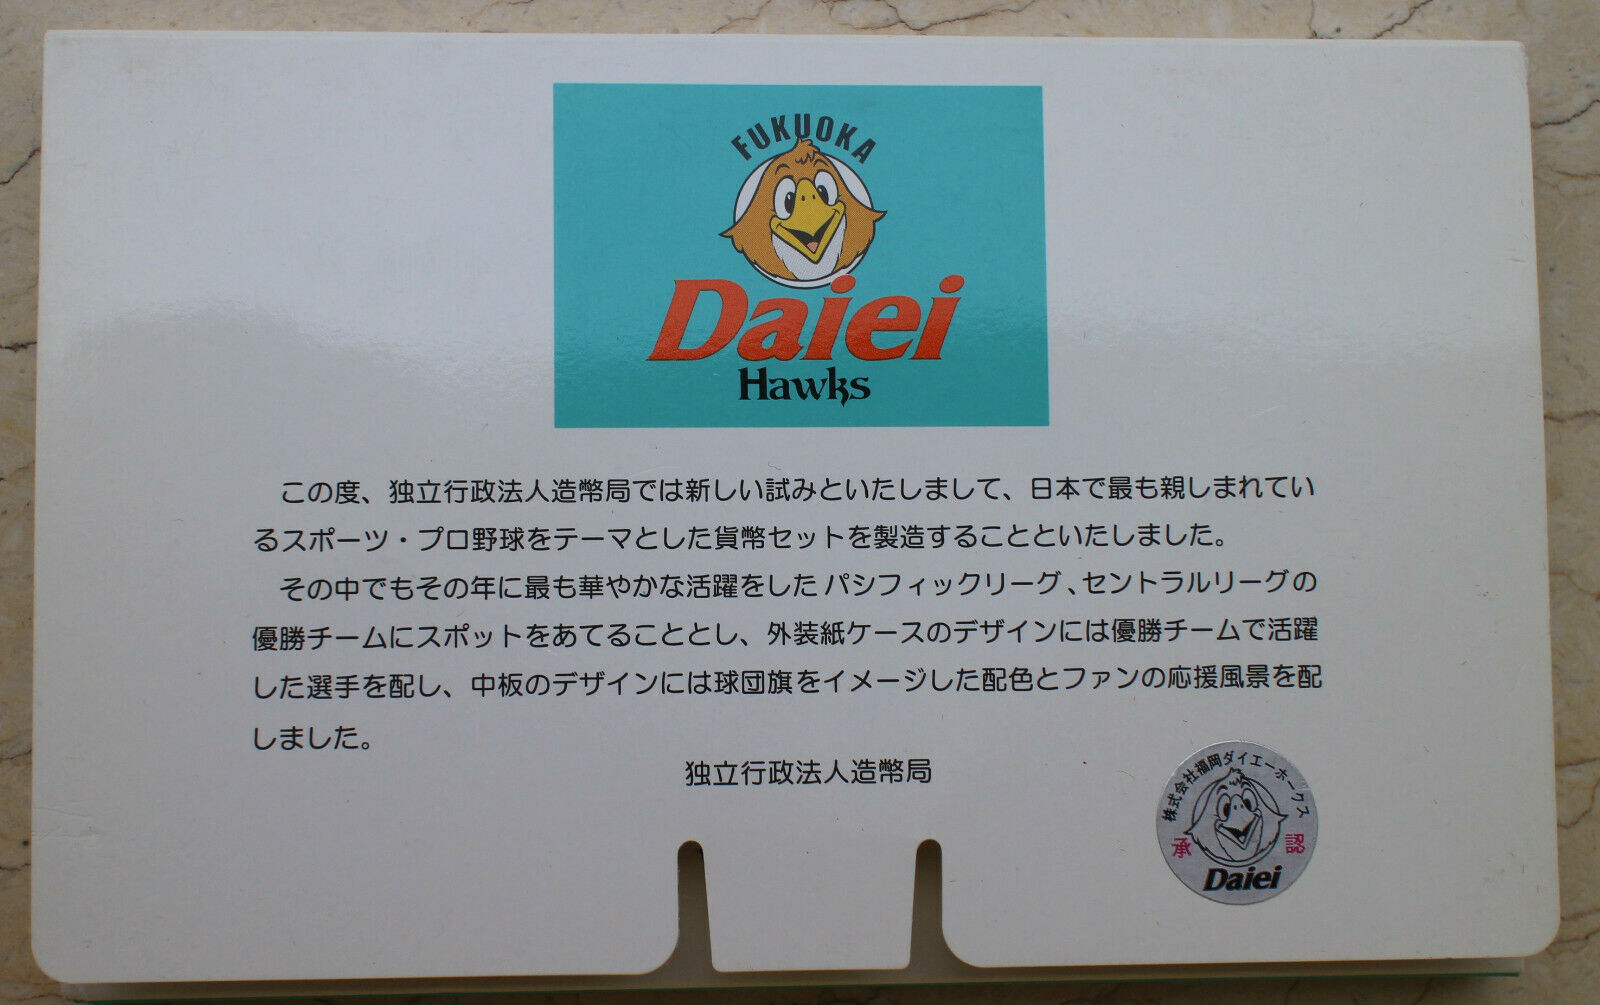 FUKUOKA
Daiei
Hawks
この度、独立行政法人造幣局では新しい試みといたしまして、日本で最も親しまれてい
るスポーツ・プロ野球をテーマとした貨幣セットを製造することといたしました。
その中でもその年に最も華やかな活躍をしたパシフィックリーグ、セントラルリーグの
優勝チームにスポットをあてることとし、外装紙ケースのデザインには優勝チームで活躍
した選手を配し、中板のデザインには球団旗をイメージした配色とファンの応援風景を配
しました。
独立行政法人造幣局
株式会社福岡ダイエーホークス
承認
Daiei